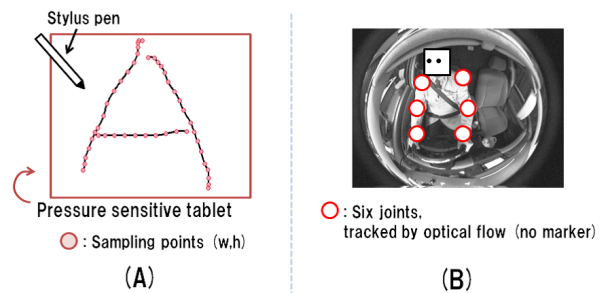 Stylus pen
Pressure sensitive tablet
: Sampling points (w,h)
(A)
(B)
: Six joints,
tracked by optical flow (no marker)